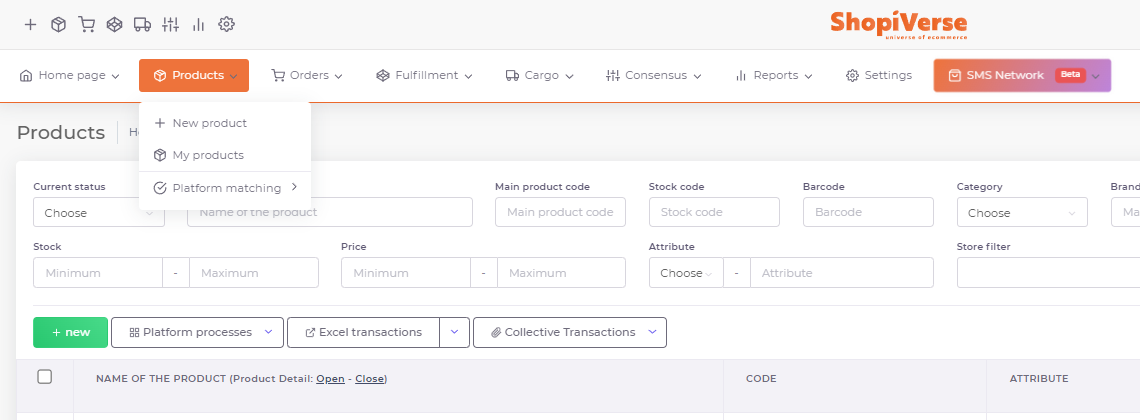 ShopiVerse
universe of ecommerce
Home page Products Orders Fulfillment Cargo Consensus Reports Settings SMS Network Beta
New product
Products
My products
Platform matching
Current status Main product code Stock code Barcode Category Brand
Choose Name of the product Main product code Stock code Barcode Choose
Stock Price Attribute Store filter
Minimum - Maximum Minimum - Maximum Choose - Attribute
+ new Platform processes Excel transactions Collective Transactions
NAME OF THE PRODUCT (Product Detail: Open - Close) CODE ATTRIBUTE